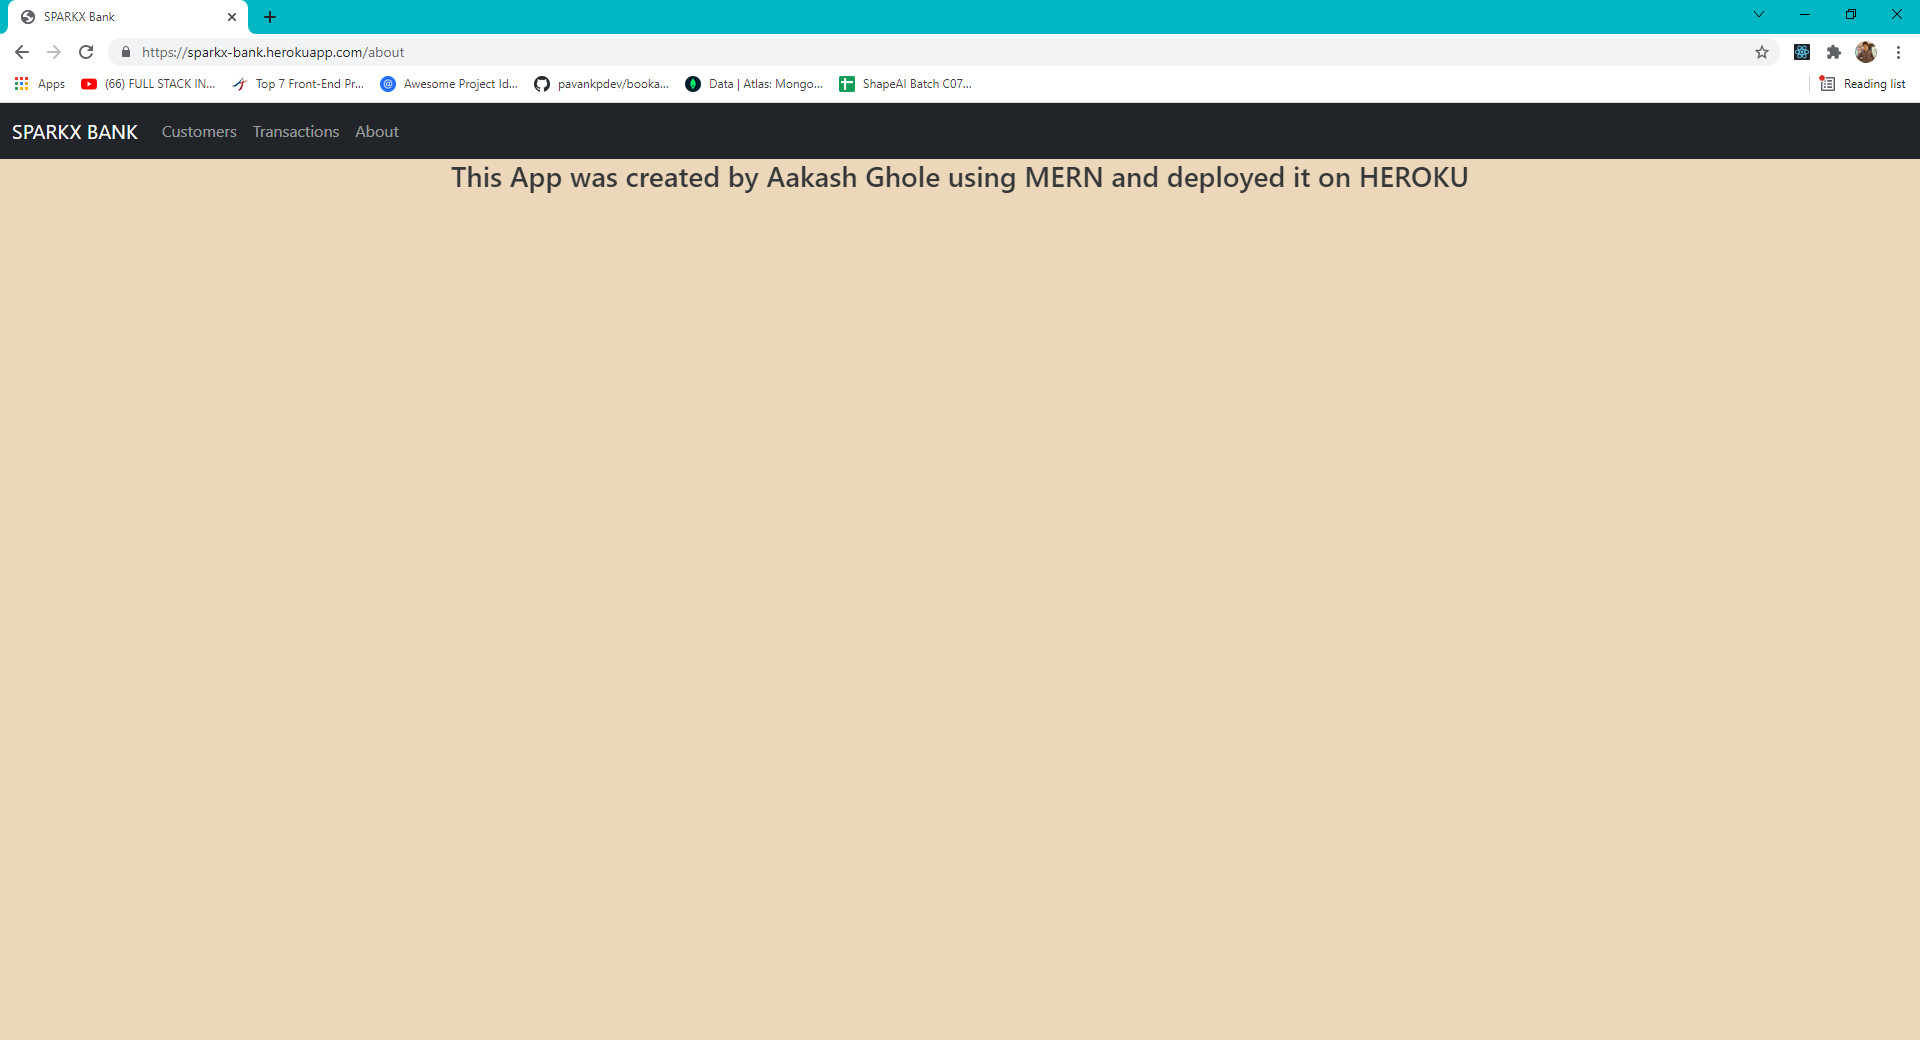 SPARKX Bank
https://sparkx-bank.herokuapp.com/about
Apps (66) FULL STACK IN... Top 7 Front-End Pr... Awesome Project Id... pavankpdev/booka... Data | Atlas: Mongo... ShapeAI Batch C07... Reading list
SPARKX BANK Customers Transactions About
This App was created by Aakash Ghole using MERN and deployed it on HEROKU